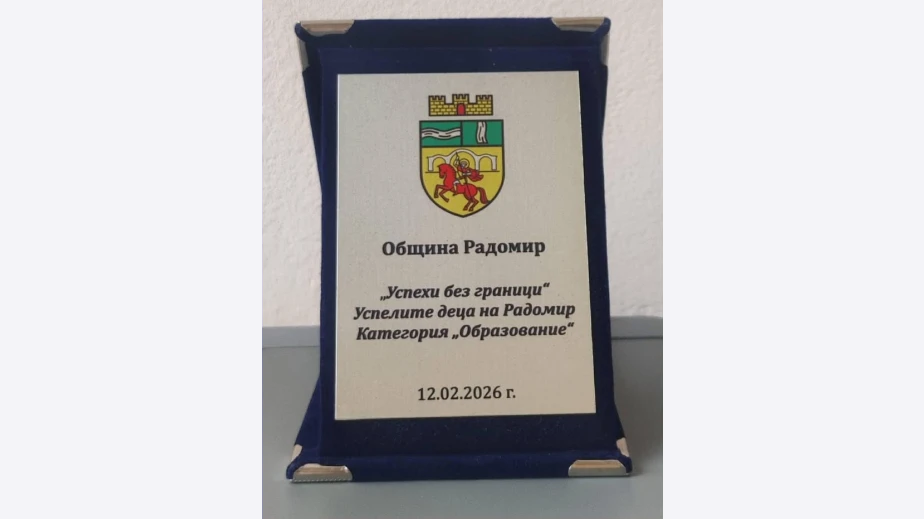 Община Радомир
„Успехи без граници“
Успелите деца на Радомир
Категория „Образование“
12.02.2026 г.